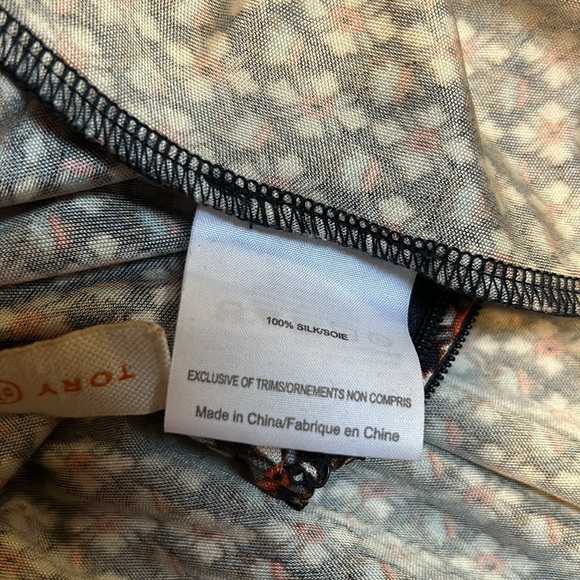 100% SILK/SOIE
EXCLUSIVE OF TRIMS/ORNEMENTS NON COMPRIS
Made in China/Fabrique en Chine
TORY